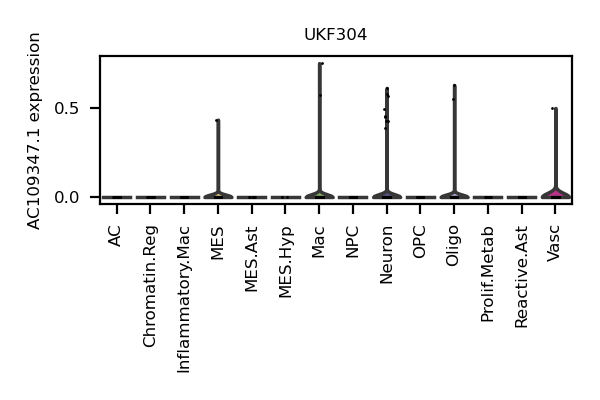 UKF304
AC109347.1 expression
0.5
0.0
AC
Chromatin.Reg
Inflammatory.Mac
MES
MES.Ast
MES.Hyp
Mac
NPC
Neuron
OPC
Oligo
Prolif.Metab
Reactive.Ast
Vasc